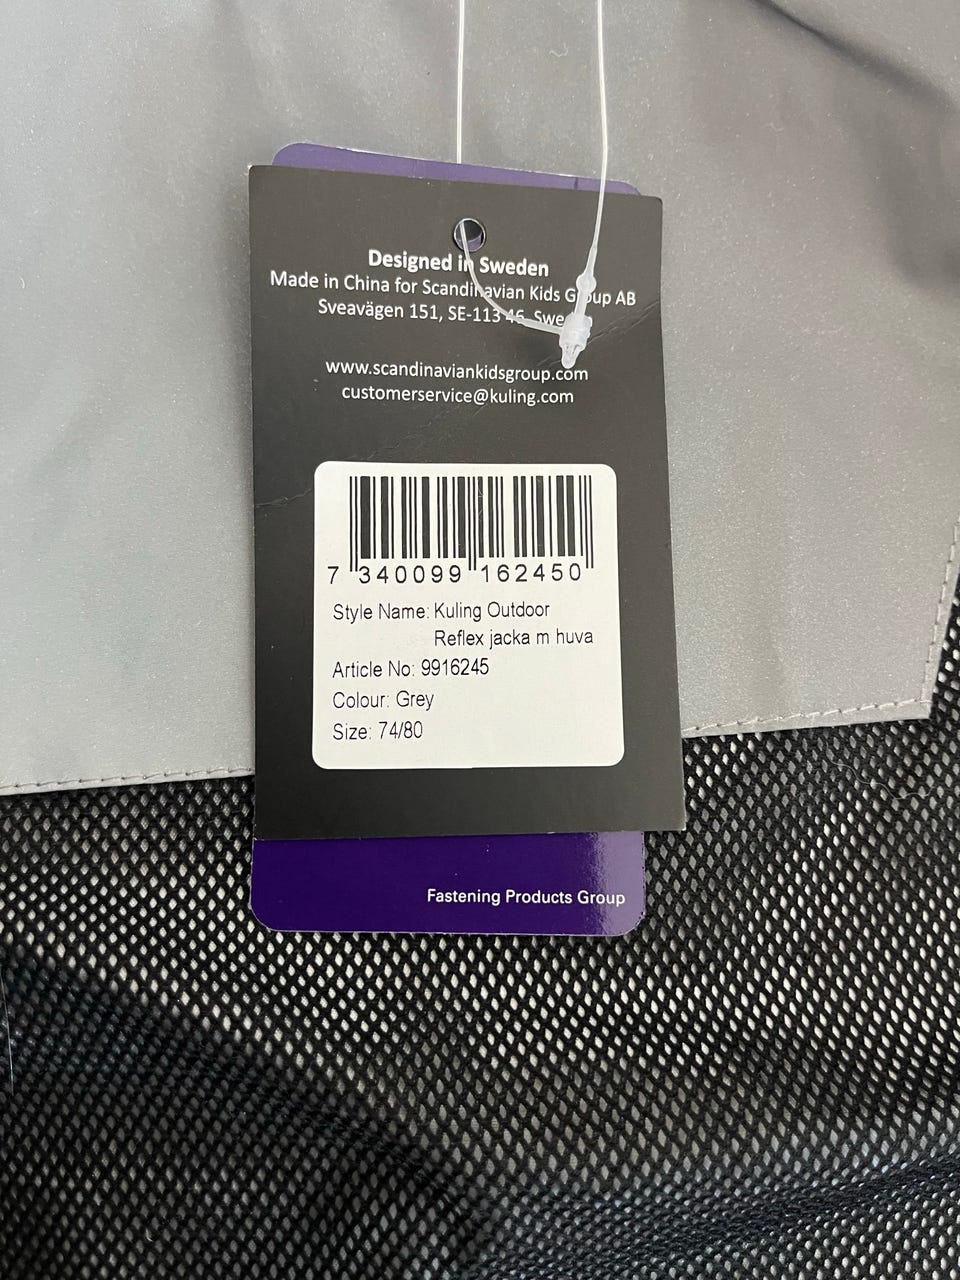 Designed in Sweden
Made in China for Scandinavian Kids Group AB
Sveavägen 151, SE-113 46, Sweden
www.scandinaviankidsgroup.com
customerservice@kuling.com
7 340099 162450
Style Name: Kuling Outdoor
Reflex jacka m huva
Article No: 9916245
Colour: Grey
Size: 74/80
Fastening Products Group